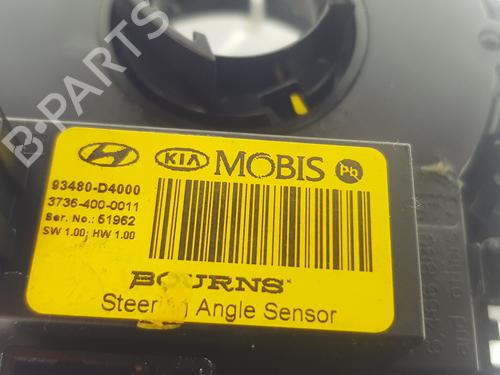 B-PARTS
KIA MOBIS Pb
93480-D4000
3736-400-0011
Ser. No.: 51962
SW 1.00; HW 1.00
BOURNS
Steering Angle Sensor